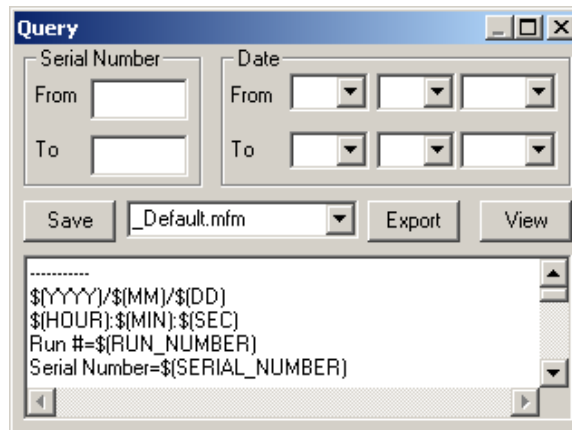 Query
Serial Number
Date
From
From
To
To
Save
_Default.mfm
Export
View
-----------
$(YYYY)/$(MM)/$(DD)
$(HOUR):$(MIN):$(SEC)
Run #=$(RUN_NUMBER)
Serial Number=$(SERIAL_NUMBER)